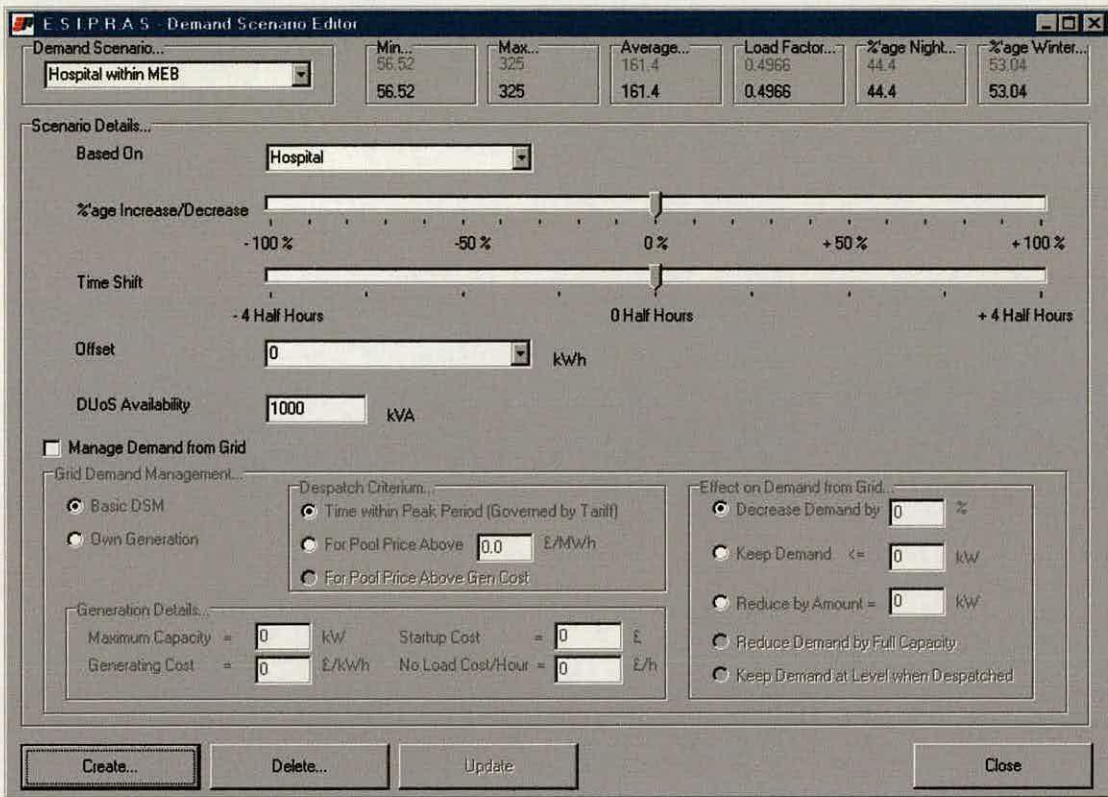 E.S.I.P.R.A.S - Demand Scenario Editor
Demand Scenario...
Hospital within MEB
Min...
56.52
56.52
Max...
325
325
Average...
161.4
161.4
Load Factor...
0.4966
0.4966
%'age Night...
44.4
44.4
%'age Winter...
53.04
53.04
Scenario Details...
Based On
Hospital
%'age Increase/Decrease
- 100 %
-50 %
0 %
+ 50 %
+ 100 %
Time Shift
- 4 Half Hours
0 Half Hours
+ 4 Half Hours
Offset
0
kWh
DUoS Availability
1000
kVA
Manage Demand from Grid
Grid Demand Management...
Basic DSM
Own Generation
Despatch Criterium...
Time within Peak Period (Governed by Tariff)
For Pool Price Above 0.0 £/MWh
For Pool Price Above Gen Cost
Generation Details...
Maximum Capacity = 0 kW
Startup Cost = 0 £
Generating Cost = 0 £/kWh
No Load Cost/Hour = 0 £/h
Effect on Demand from Grid...
Decrease Demand by 0 %
Keep Demand <= 0 kW
Reduce by Amount = 0 kW
Reduce Demand by Full Capacity
Keep Demand at Level when Despatched
Create...
Delete...
Update
Close